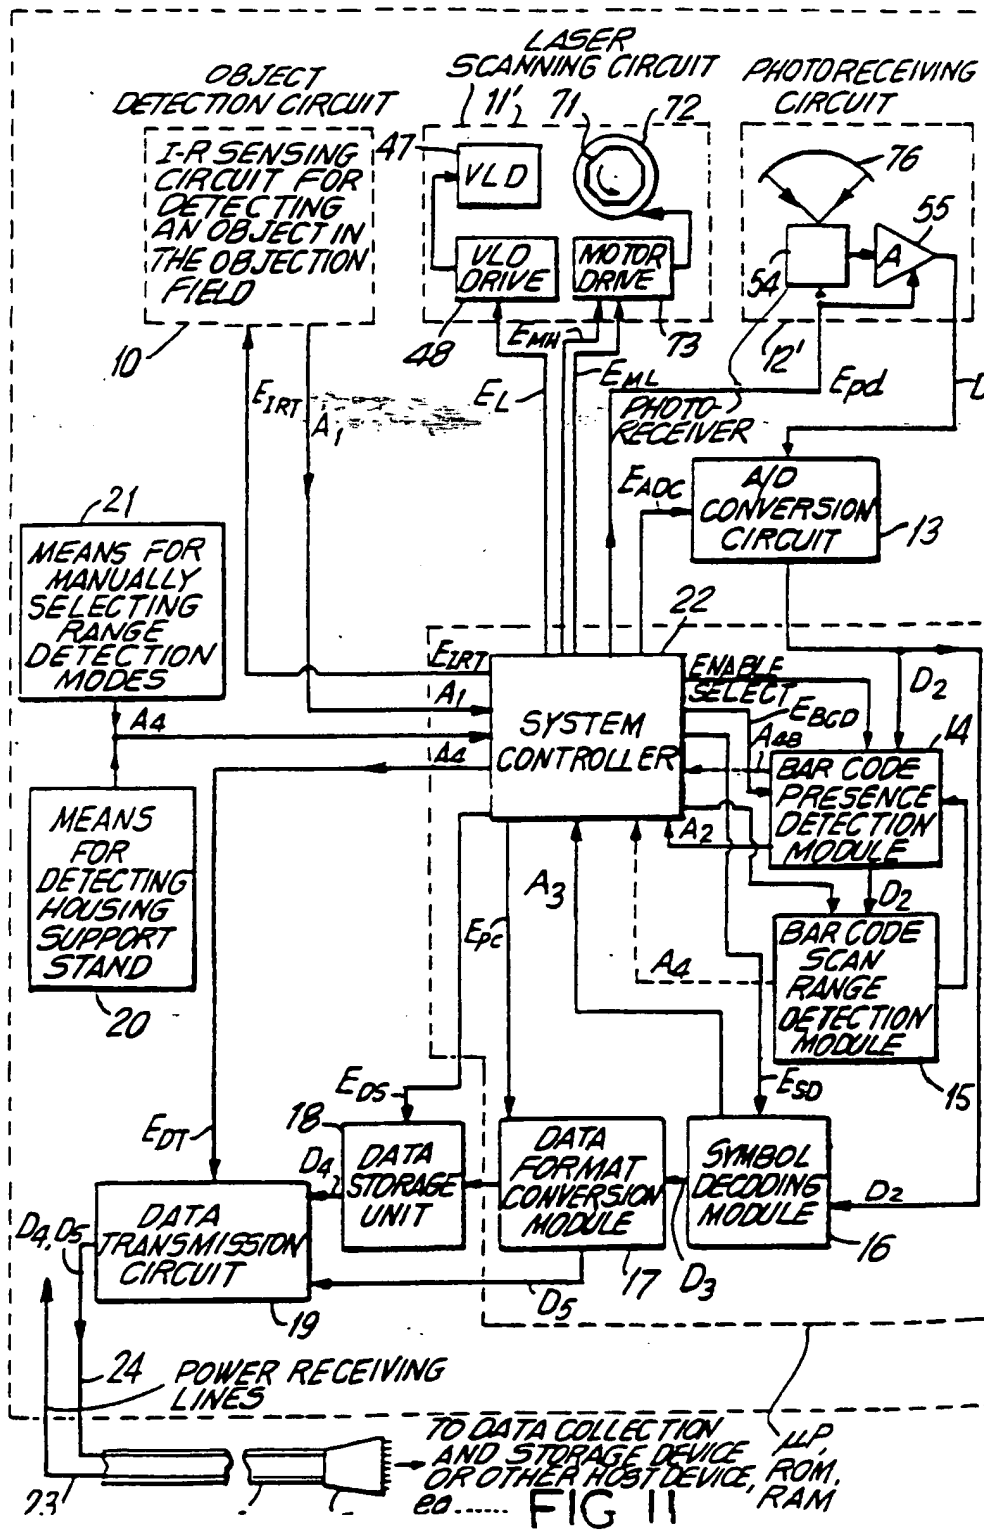 LASER
SCANNING CIRCUIT
OBJECT
DETECTION CIRCUIT
PHOTORECEIVING
CIRCUIT
11'
71
72
47
I-R SENSING
CIRCUIT FOR
DETECTING
AN OBJECT IN
THE OBJECTION
FIELD
VLD
76
55
A
54
VLD
DRIVE
MOTOR
DRIVE
10
48
EMH
73
12'
EIRT
A1
EL
EML
Epd
D
PHOTO-
RECEIVER
21
EADC
A/D
CONVERSION
CIRCUIT
13
MEANS FOR
MANUALLY
SELECTING
RANGE
DETECTION
MODES
22
EIRT
A1
SYSTEM
CONTROLLER
ENABLE
SELECT
EBCD
D2
14
A4
A4
A4B
BAR CODE
PRESENCE
DETECTION
MODULE
MEANS
FOR
DETECTING
HOUSING
SUPPORT
STAND
A2
A3
D2
EPC
A4
BAR CODE
SCAN
RANGE
DETECTION
MODULE
20
15
EDS
ESD
18
EDT
D4
DATA
STORAGE
UNIT
DATA
FORMAT
CONVERSION
MODULE
SYMBOL
DECODING
MODULE
D2
D4, D5
DATA
TRANSMISSION
CIRCUIT
16
17
D3
D5
19
24
POWER RECEIVING
LINES
23
TO DATA COLLECTION
AND STORAGE DEVICE
OR OTHER HOST DEVICE,
μP,
ROM,
RAM
FIG 11